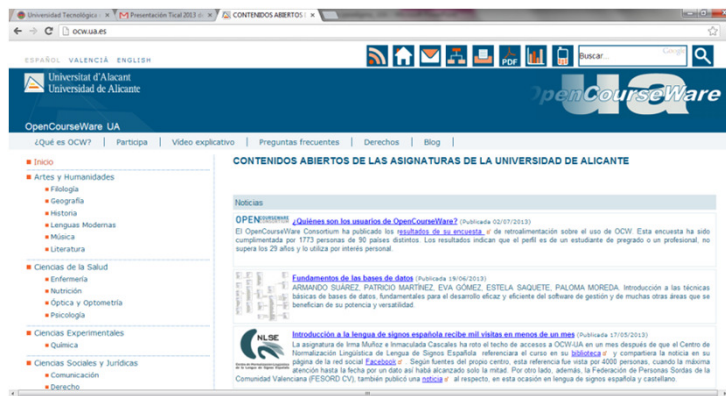 Universidad Tecnológica
Presentación Tical 2013
CONTENIDOS ABIERTOS
ocw.ua.es
ESPAÑOL VALENCIÀ ENGLISH
PDF
Buscar...
Google
Universitat d'Alacant
Universidad de Alicante
ua
OpenCourseWare
OpenCourseWare UA
¿Qué es OCW? | Participa | Vídeo explicativo | Preguntas frecuentes | Derechos | Blog |
Inicio
Artes y Humanidades
Filología
Geografía
Historia
Lenguas Modernas
Música
Literatura
Ciencias de la Salud
Enfermería
Nutrición
Óptica y Optometría
Psicología
Ciencias Experimentales
Química
Ciencias Sociales y Jurídicas
Comunicación
Derecho
CONTENIDOS ABIERTOS DE LAS ASIGNATURAS DE LA UNIVERSIDAD DE ALICANTE
Noticias
¿Quiénes son los usuarios de OpenCourseWare? (Publicada 02/07/2013)
El OpenCourseWare Consortium ha publicado los resultados de su encuesta de retroalimentación sobre el uso de OCW. Esta encuesta ha sido
cumplimentada por 1773 personas de 90 países distintos. Los resultados indican que el perfil es de un estudiante de pregrado o un profesional, no
supera los 29 años y lo utiliza por interés personal.
Fundamentos de las bases de datos (Publicada 19/06/2013)
ARMANDO SUÁREZ, PATRICIO MARTÍNEZ, EVA GÓMEZ, ESTELA SAQUETE, PALOMA MOREDA. Introducción a las técnicas
básicas de bases de datos, fundamentales para el desarrollo eficaz y eficiente del software de gestión y de muchas otras áreas que se
benefician de su potencia y versatilidad.
NLSE
Introducción a la lengua de signos española recibe mil visitas en menos de un mes (Publicada 17/05/2013)
La asignatura de Irma Muñoz e Inmaculada Cascales ha roto el techo de accesos a OCW-UA en un mes después de que el Centro de
Normalización Lingüística de Lengua de Signos Española referenciara el curso en su biblioteca y compartiera la noticia en su
página de la red social Facebook. Según fuentes del propio centro, esta referencia fue vista por 4000 personas, cuando la máxima
atención hasta la fecha por un dato así habá alcanzado solo la mitad. Por otro lado, además, la Federación de Personas Sordas de la
Comunidad Valenciana (FESORD CV), también publicó una noticia al respecto, en esta ocasión en lengua de signos española y castellano.